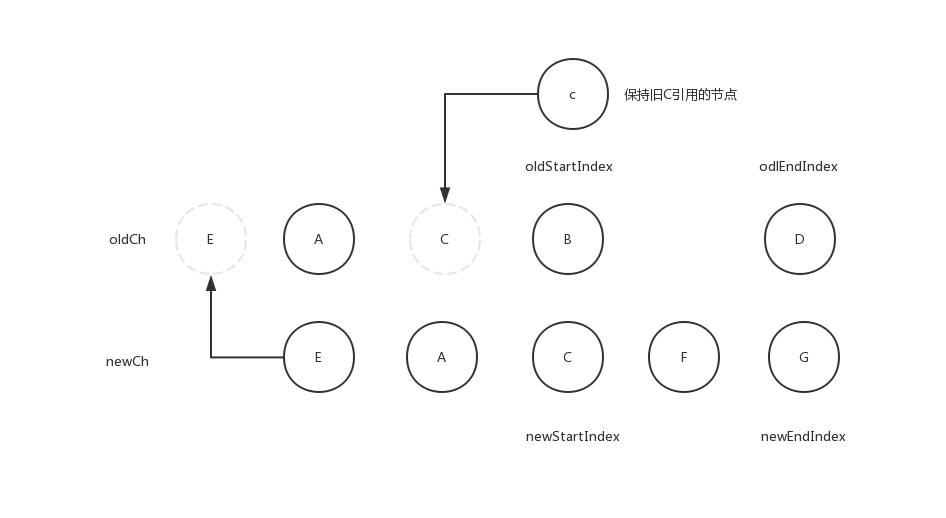 c 保持旧C引用的节点
oldStartIndex odlEndIndex
oldCh E A C B D
newCh E A C F G
newStartIndex newEndIndex